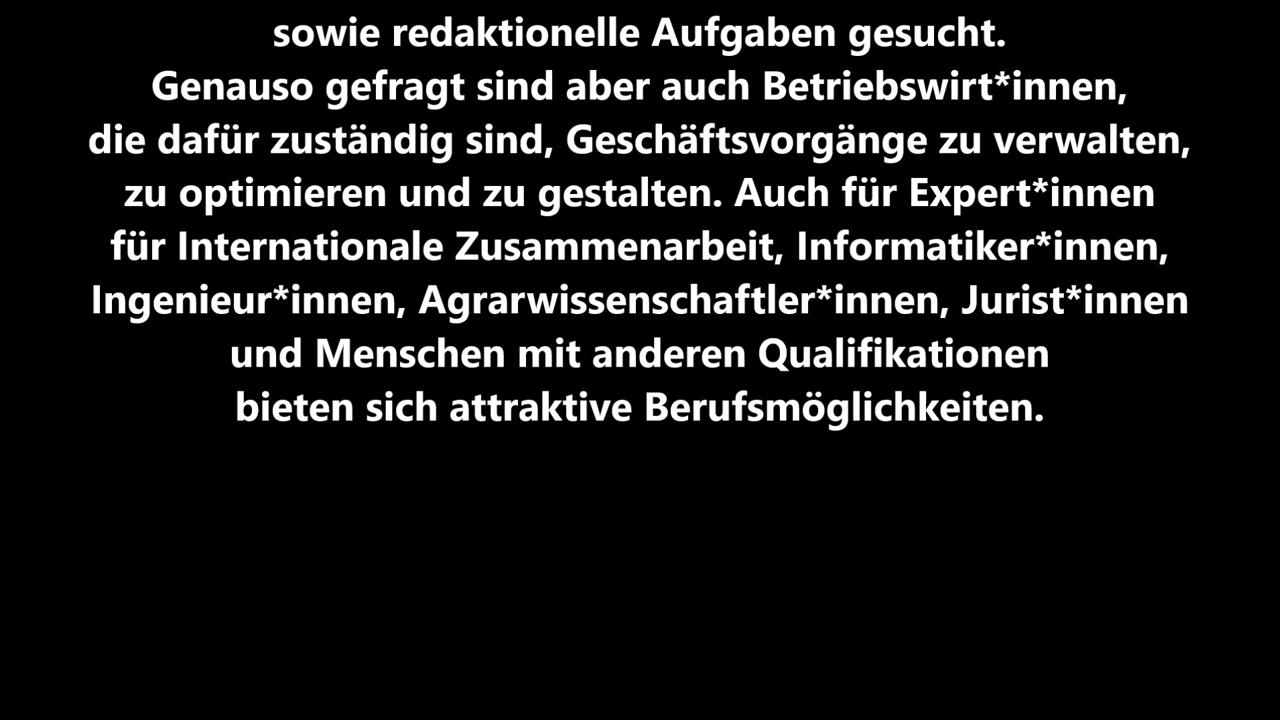 sowie redaktionelle Aufgaben gesucht.
Genauso gefragt sind aber auch Betriebswirt*innen,
die dafür zuständig sind, Geschäftsvorgänge zu verwalten,
zu optimieren und zu gestalten. Auch für Expert*innen
für Internationale Zusammenarbeit, Informatiker*innen,
Ingenieur*innen, Agrarwissenschaftler*innen, Jurist*innen
und Menschen mit anderen Qualifikationen
bieten sich attraktive Berufsmöglichkeiten.